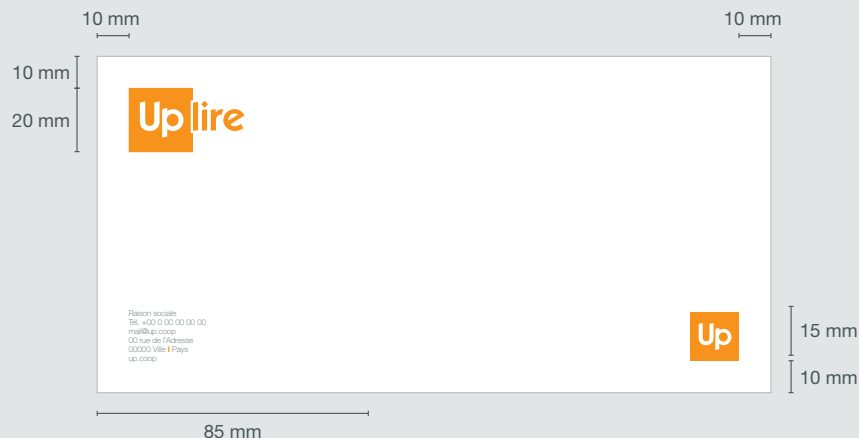 10 mm
10 mm
10 mm
20 mm
Up lire
Raison sociale
Tél. +00 0 00 00 00 00
mail@up.coop
00 rue de l'Adresse
00000 Ville I Pays
up.coop
Up
15 mm
10 mm
85 mm